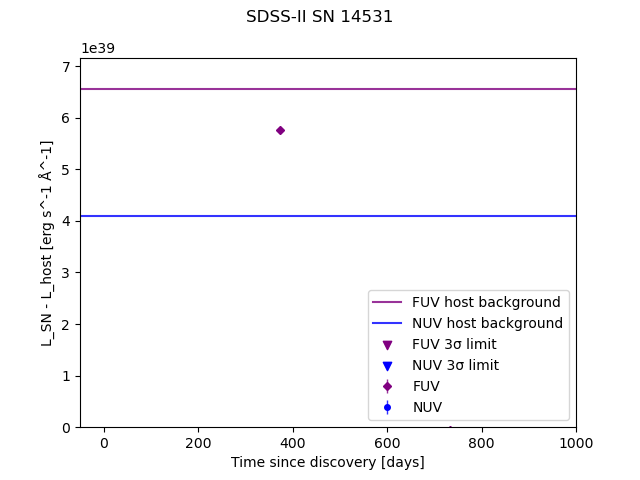 SDSS-II SN 14531
1e39
7
6
5
4
3
2
1
0
L_SN - L_host [erg s^-1 Å^-1]
FUV host background
NUV host background
FUV 3σ limit
NUV 3σ limit
FUV
NUV
0 200 400 600 800 1000
Time since discovery [days]